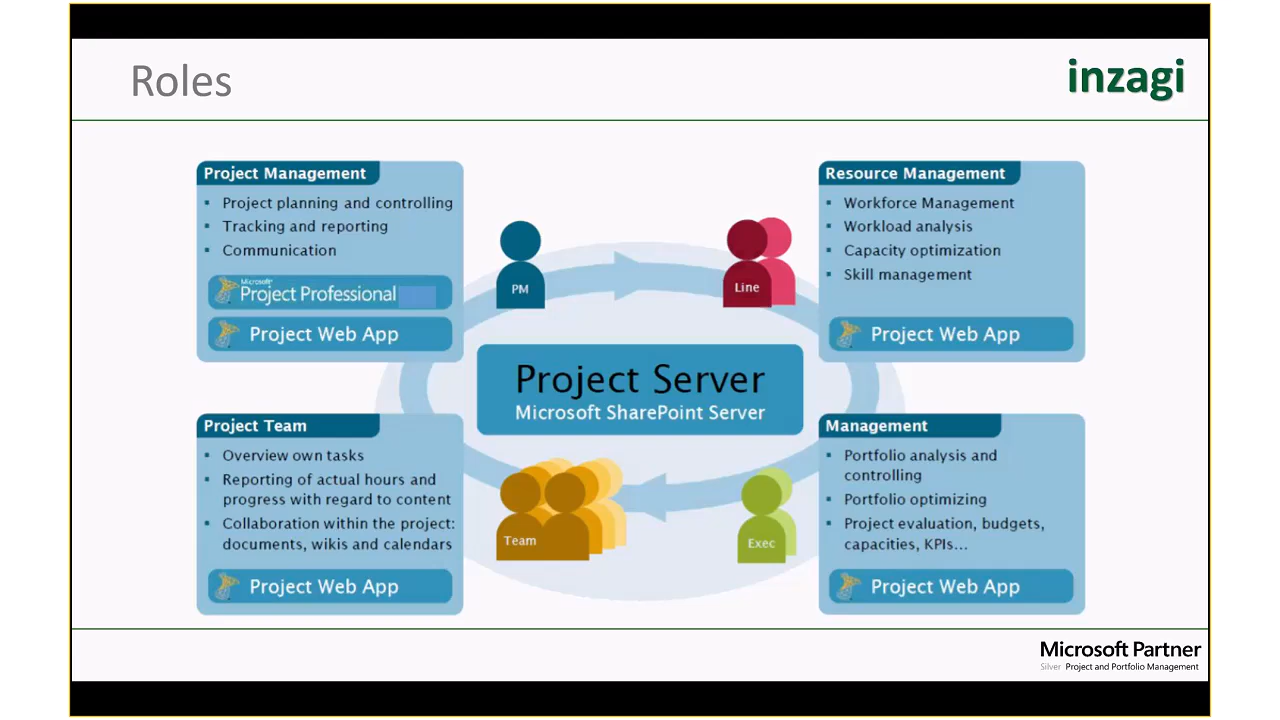 Roles
inzagi
Project Management
▪ Project planning and controlling
▪ Tracking and reporting
▪ Communication
Microsoft
Project Professional
Project Web App
PM
Line
Resource Management
▪ Workforce Management
▪ Workload analysis
▪ Capacity optimization
▪ Skill management
Project Web App
Project Server
Microsoft SharePoint Server
Project Team
▪ Overview own tasks
▪ Reporting of actual hours and
progress with regard to content
▪ Collaboration within the project:
documents, wikis and calendars
Project Web App
Team
Exec
Management
▪ Portfolio analysis and
controlling
▪ Portfolio optimizing
▪ Project evaluation, budgets,
capacities, KPIs...
Project Web App
Microsoft Partner
Silver Project and Portfolio Management